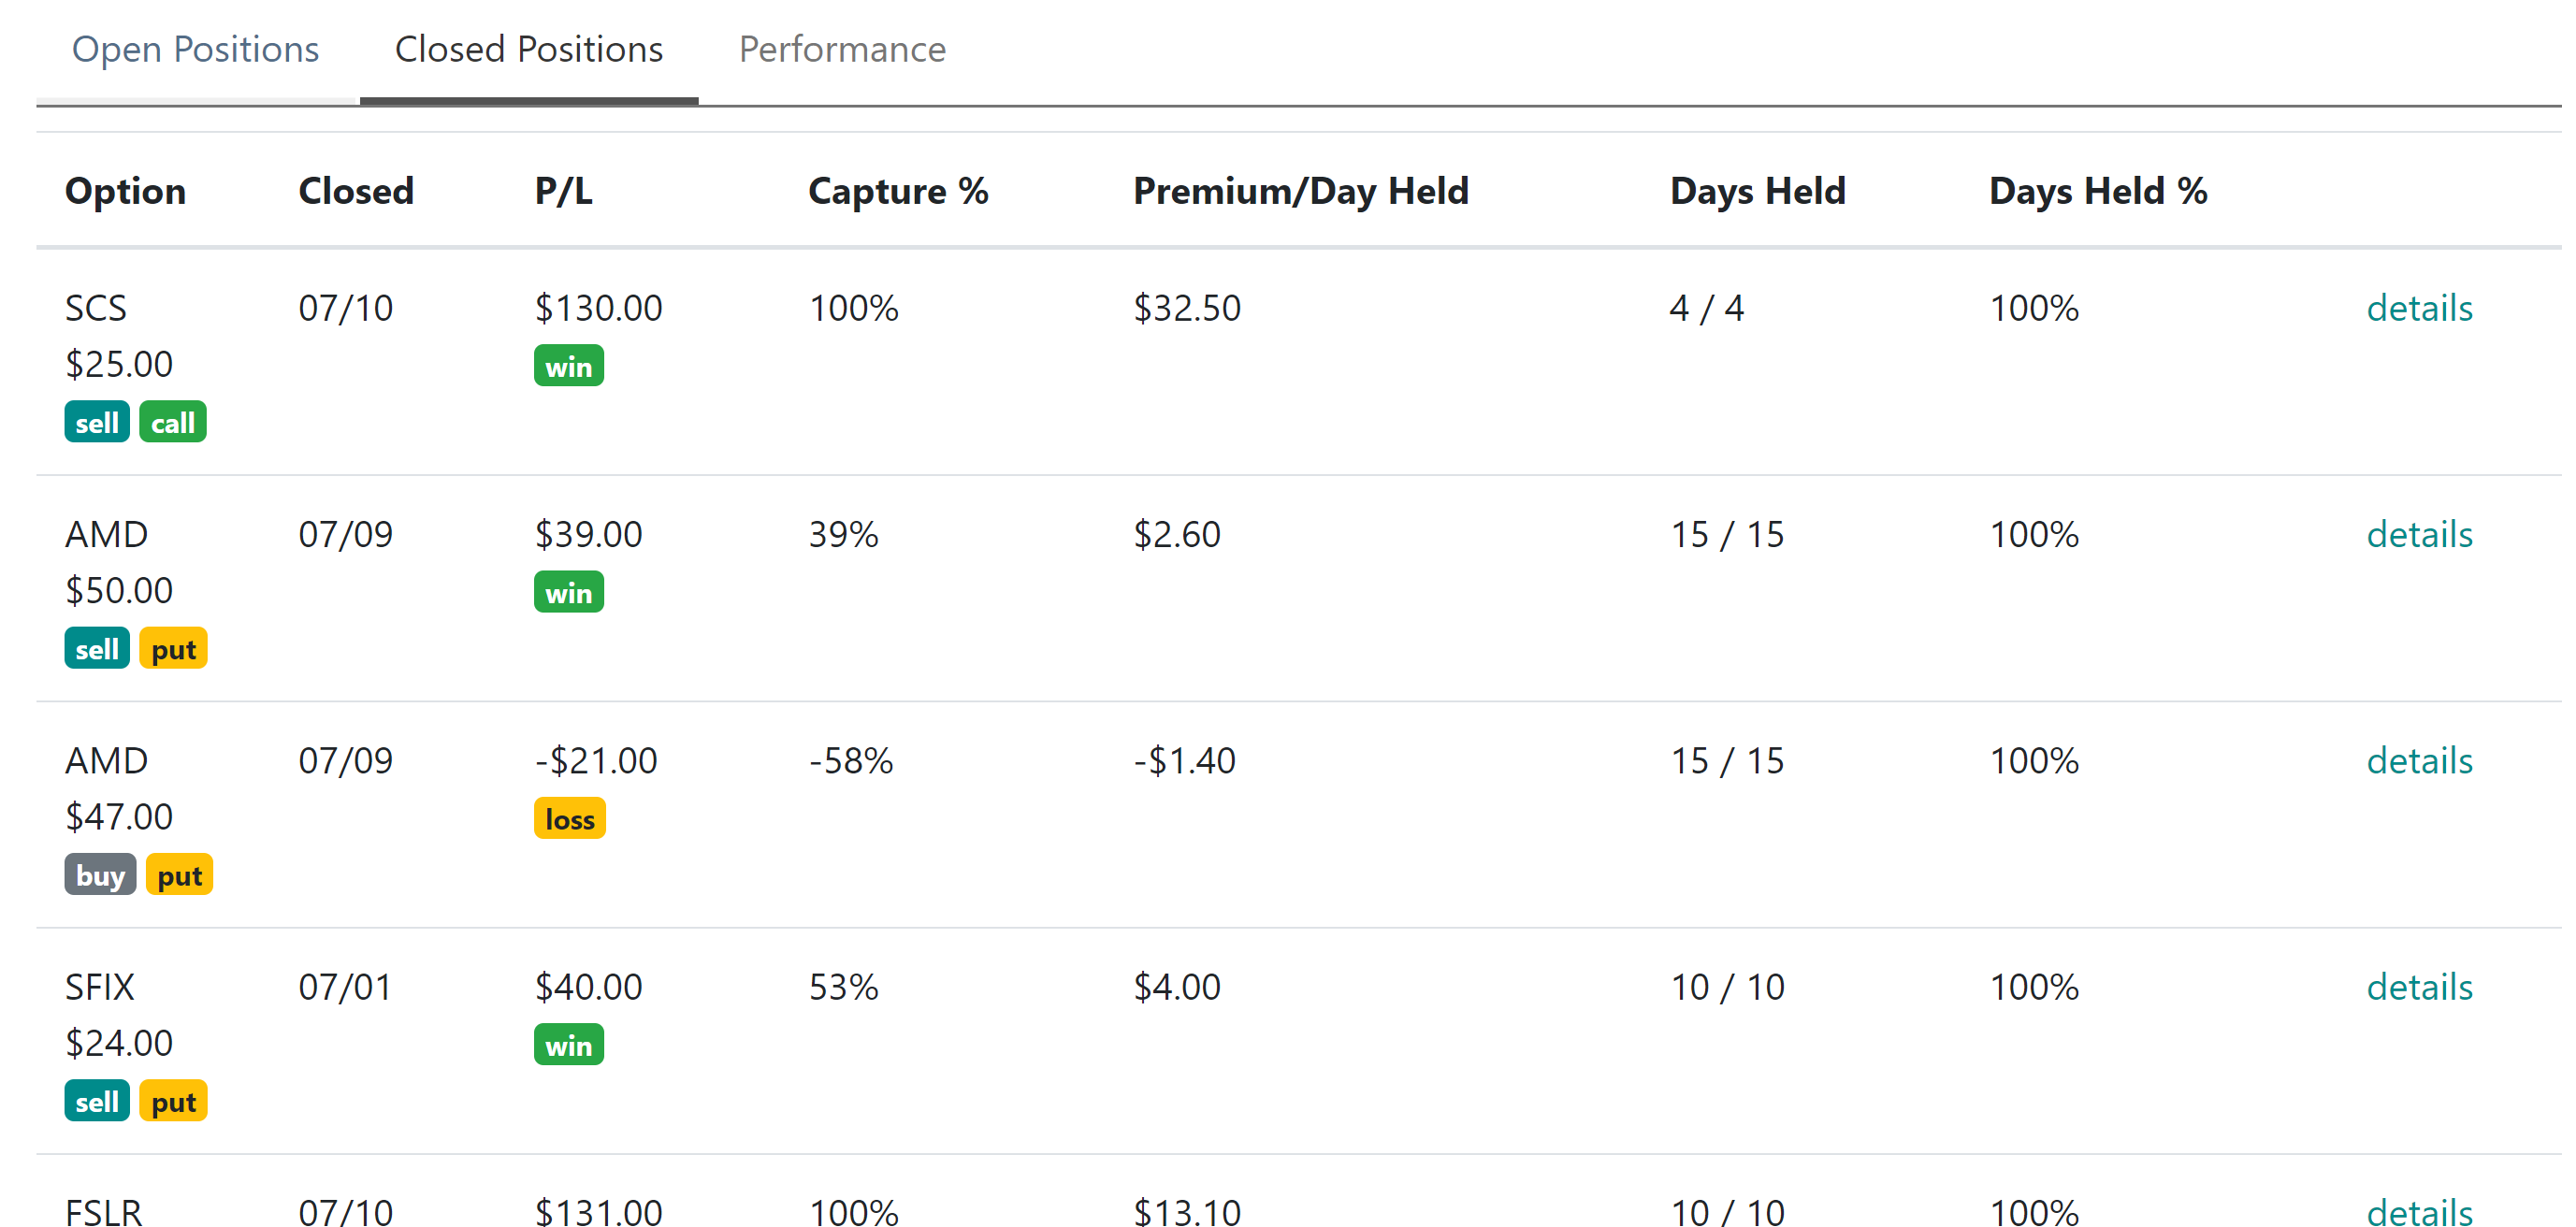 Open Positions Closed Positions Performance
Option Closed P/L Capture % Premium/Day Held Days Held Days Held %
SCS 07/10 $130.00 100% $32.50 4 / 4 100% details
$25.00 win
sell call
AMD 07/09 $39.00 39% $2.60 15 / 15 100% details
$50.00 win
sell put
AMD 07/09 -$21.00 -58% -$1.40 15 / 15 100% details
$47.00 loss
buy put
SFIX 07/01 $40.00 53% $4.00 10 / 10 100% details
$24.00 win
sell put
FSLR 07/10 $131.00 100% $13.10 10 / 10 100% details